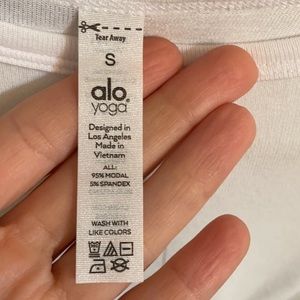 Tear Away
S
alo
yoga
Designed in
Los Angeles
Made in
Vietnam
ALL:
95% MODAL
5% SPANDEX
WASH WITH
LIKE COLORS